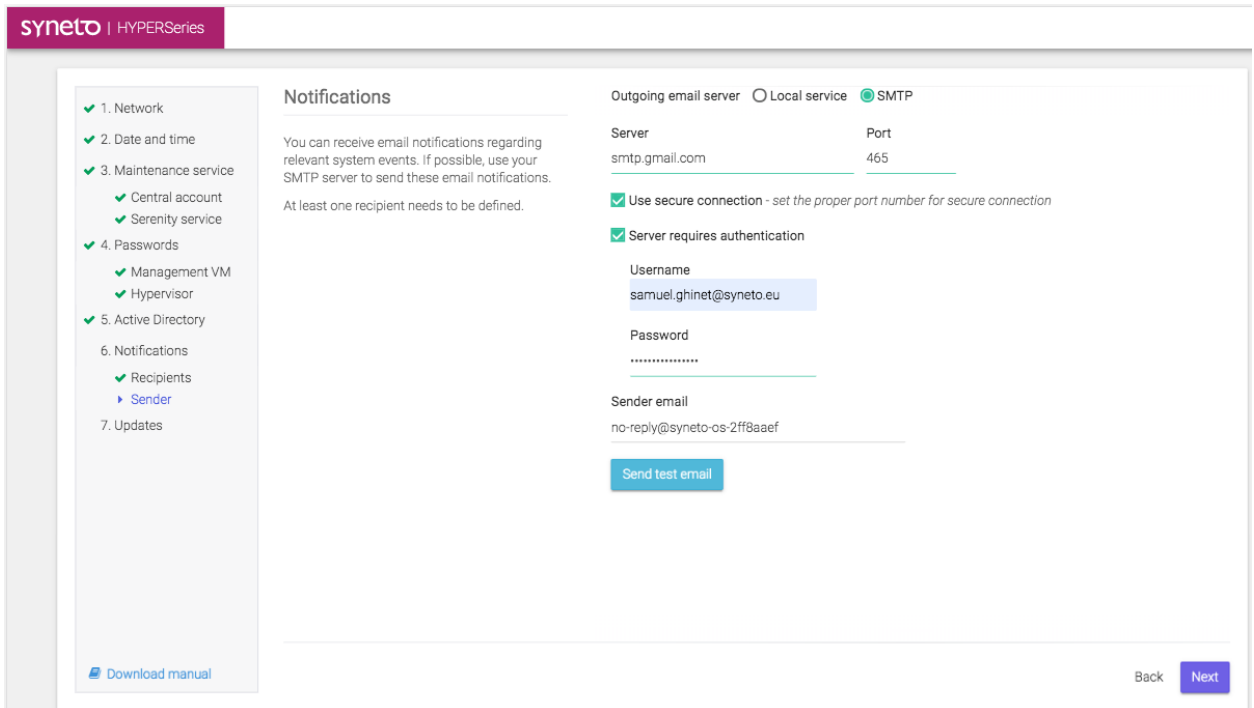 syneto | HYPERSeries
1. Network
2. Date and time
3. Maintenance service
Central account
Serenity service
4. Passwords
Management VM
Hypervisor
5. Active Directory
6. Notifications
Recipients
Sender
7. Updates
Download manual
Notifications
You can receive email notifications regarding
relevant system events. If possible, use your
SMTP server to send these email notifications.
At least one recipient needs to be defined.
Outgoing email server Local service SMTP
Server Port
smtp.gmail.com 465
Use secure connection - set the proper port number for secure connection
Server requires authentication
Username
samuel.ghinet@syneto.eu
Password
••••••••••••••••
Sender email
no-reply@syneto-os-2ff8aaef
Send test email
Back Next